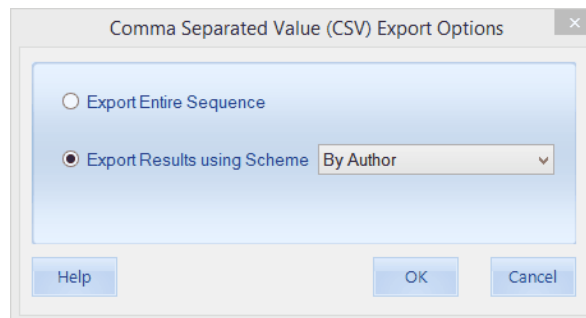 Comma Separated Value (CSV) Export Options
Export Entire Sequence
Export Results using Scheme By Author
Help OK Cancel